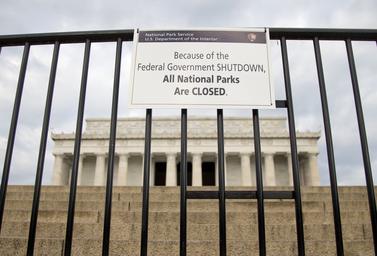 National Park Service
U.S. Department of the Interior
Because of the
Federal Government SHUTDOWN,
All National Parks
Are CLOSED.